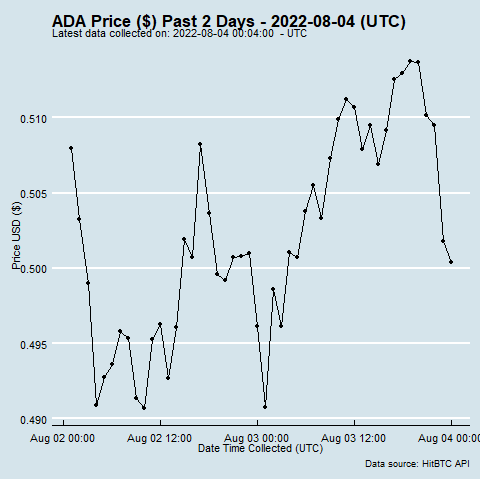 ADA Price ($) Past 2 Days - 2022-08-04 (UTC)
Latest data collected on: 2022-08-04 00:04:00 - UTC
0.510
0.505
0.500
0.495
0.490
Price USD ($)
Aug 02 00:00 Aug 02 12:00 Aug 03 00:00 Aug 03 12:00 Aug 04 00:00
Date Time Collected (UTC)
Data source: HitBTC API